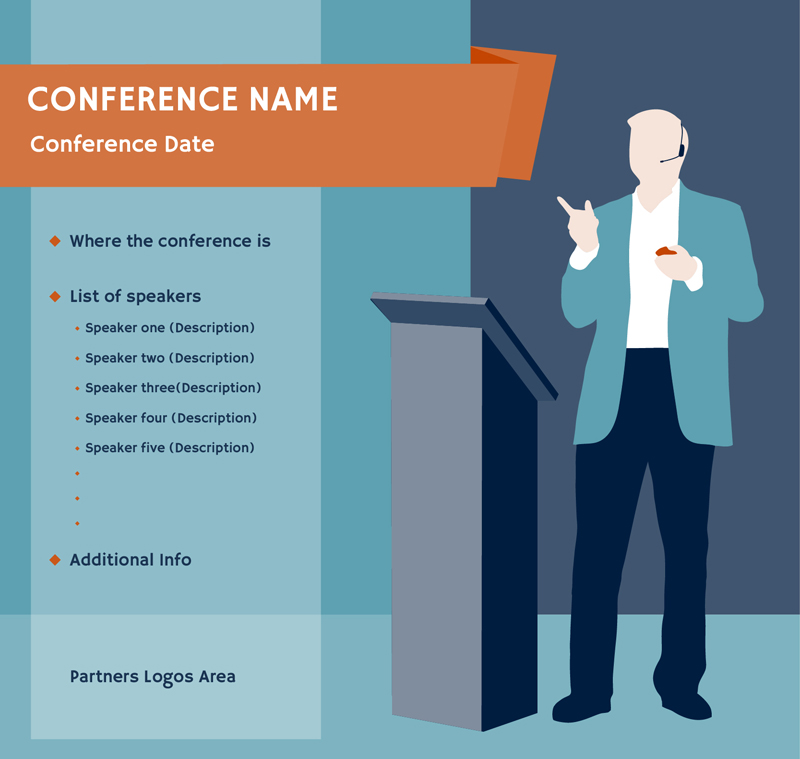 CONFERENCE NAME
Conference Date
Where the conference is
List of speakers
Speaker one (Description)
Speaker two (Description)
Speaker three(Description)
Speaker four (Description)
Speaker five (Description)
Additional Info
Partners Logos Area